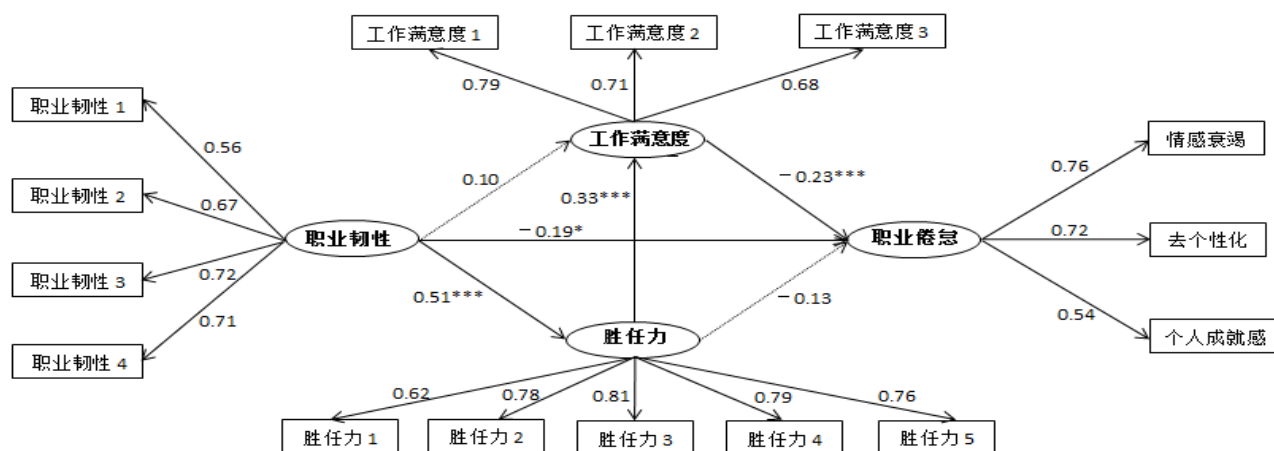 工作满意度 1
工作满意度 2
工作满意度 3
0.79
0.71
0.68
职业韧性 1
0.56
工作满意度
情感衰竭
0.76
0.10
-0.23***
职业韧性 2
0.67
0.33***
职业韧性
-0.19*
职业倦怠
0.72
去个性化
职业韧性 3
0.72
0.51***
-0.13
0.71
0.54
胜任力
个人成就感
职业韧性 4
0.62
0.78
0.81
0.79
0.76
胜任力 1
胜任力 2
胜任力 3
胜任力 4
胜任力 5